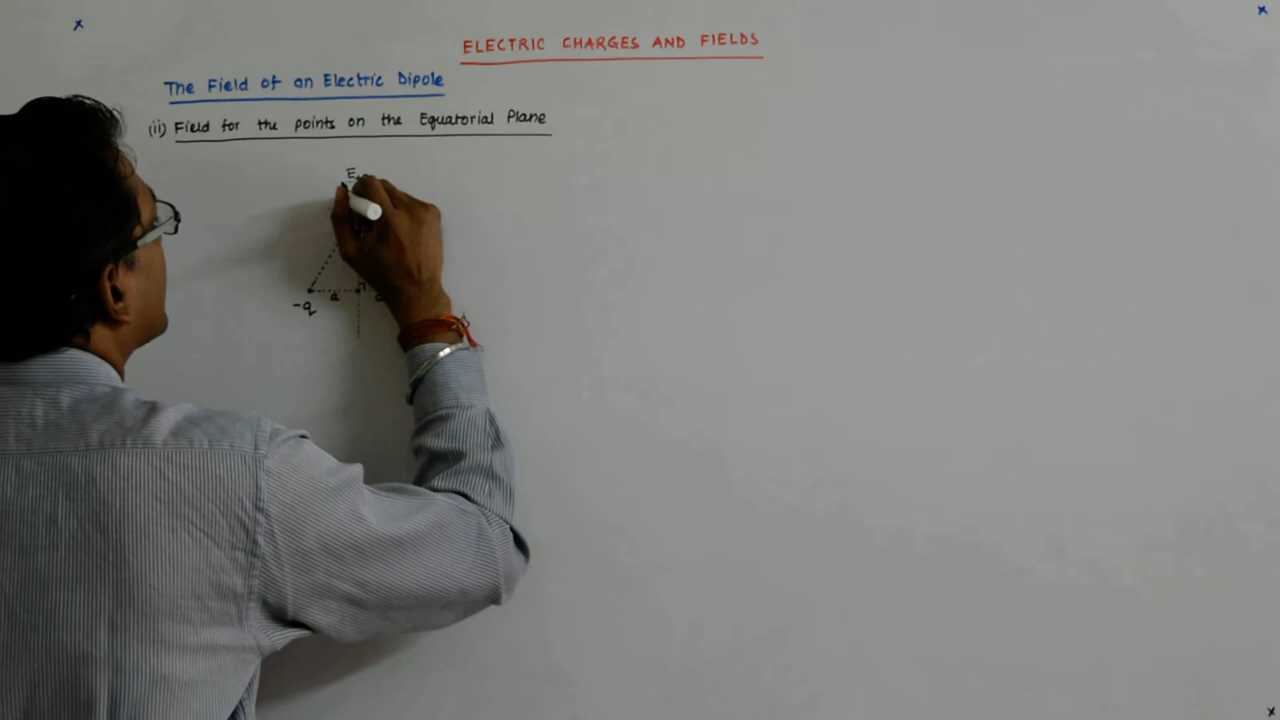 ELECTRIC CHARGES AND FIELDS
The Field of an Electric Dipole
(ii) Field for the points on the Equatorial Plane
E
a
-q